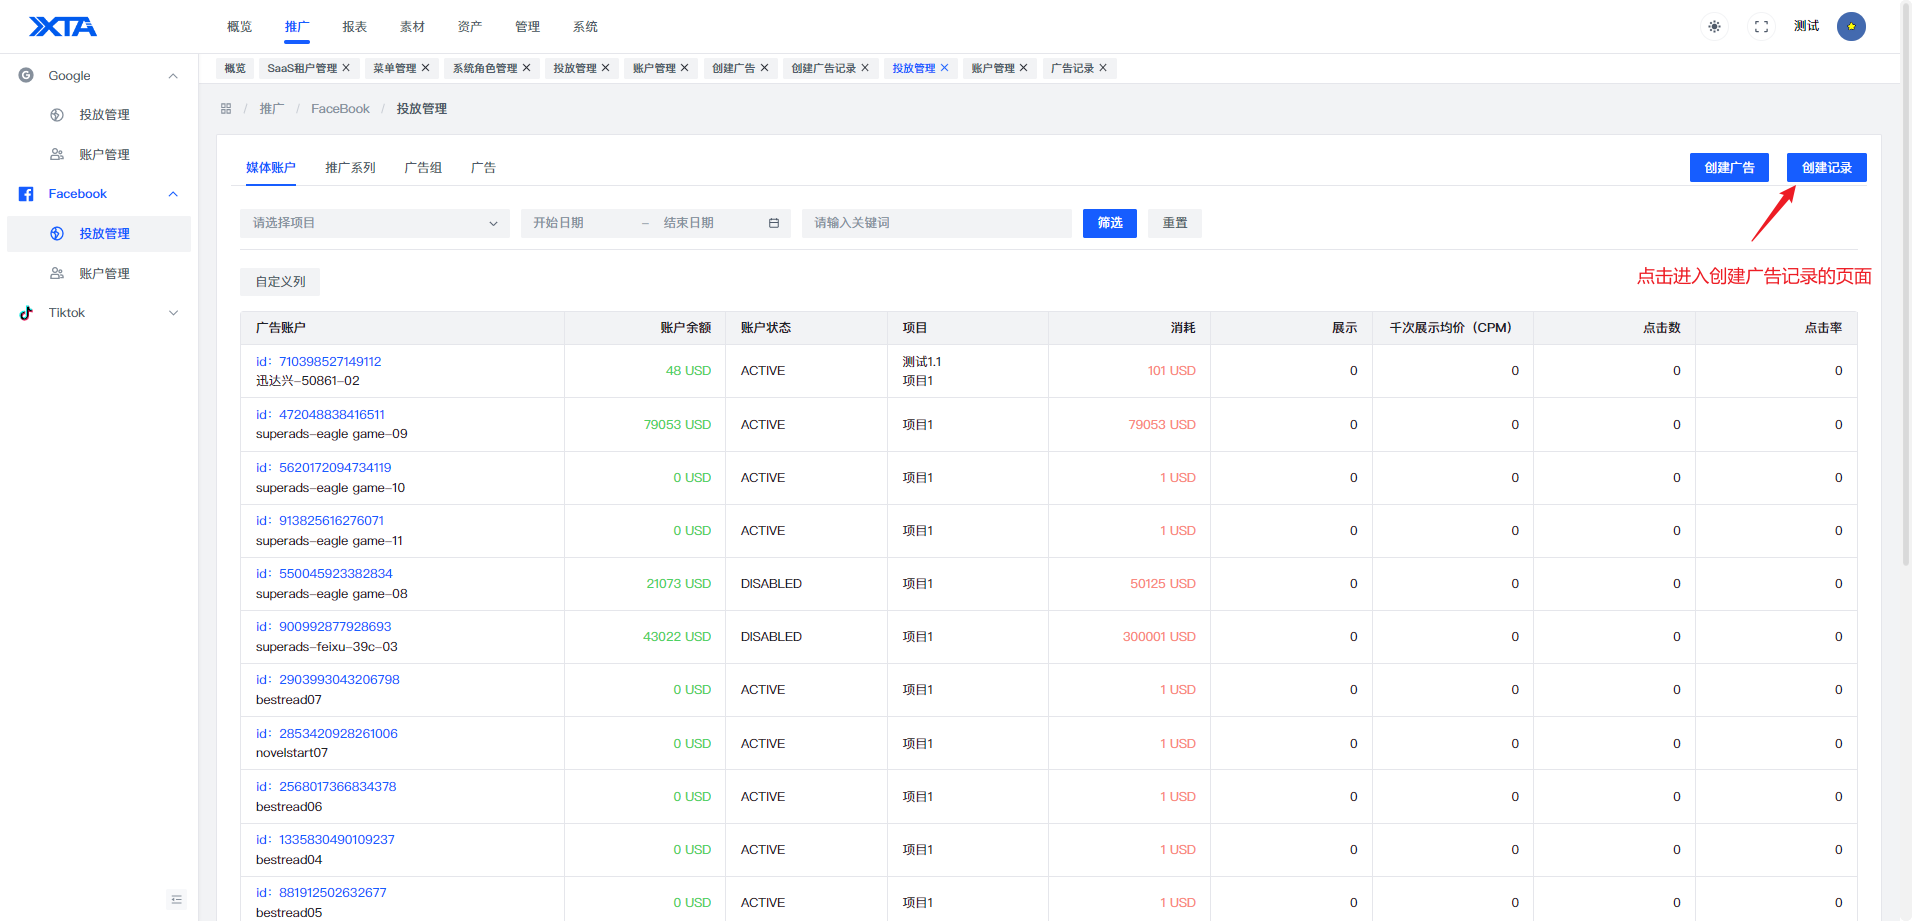 XTA
概览 推广 报表 素材 资产 管理 系统 测试
概览 SaaS租户管理 菜单管理 系统角色管理 投放管理 账户管理 创建广告 创建广告记录 投放管理 账户管理 广告记录
Google
投放管理
账户管理
Facebook
投放管理
账户管理
Tiktok
/ 推广 / FaceBook / 投放管理
媒体账户 推广系列 广告组 广告 创建广告 创建记录
请选择项目 开始日期 – 结束日期 请输入关键词 筛选 重置
点击进入创建广告记录的页面
自定义列
广告账户 账户余额 账户状态 项目 消耗 展示 千次展示均价（CPM） 点击数 点击率
id：710398527149112
迅达兴-50861-02
48 USD ACTIVE
测试1.1
项目1
101 USD 0 0 0 0
id：472048838416511
superads-eagle game-09
79053 USD ACTIVE 项目1 79053 USD 0 0 0 0
id：5620172094734119
superads-eagle game-10
0 USD ACTIVE 项目1 1 USD 0 0 0 0
id：913825616276071
superads-eagle game-11
0 USD ACTIVE 项目1 1 USD 0 0 0 0
id：550045923382834
superads-eagle game-08
21073 USD DISABLED 项目1 50125 USD 0 0 0 0
id：900992877928693
superads-feixu-39c-03
43022 USD DISABLED 项目1 300001 USD 0 0 0 0
id：2903993043206798
bestread07
0 USD ACTIVE 项目1 1 USD 0 0 0 0
id：2853420928261006
novelstart07
0 USD ACTIVE 项目1 1 USD 0 0 0 0
id：2568017366834378
bestread06
0 USD ACTIVE 项目1 1 USD 0 0 0 0
id：1335830490109237
bestread04
0 USD ACTIVE 项目1 1 USD 0 0 0 0
id：881912502632677
bestread05
0 USD ACTIVE 项目1 1 USD 0 0 0 0